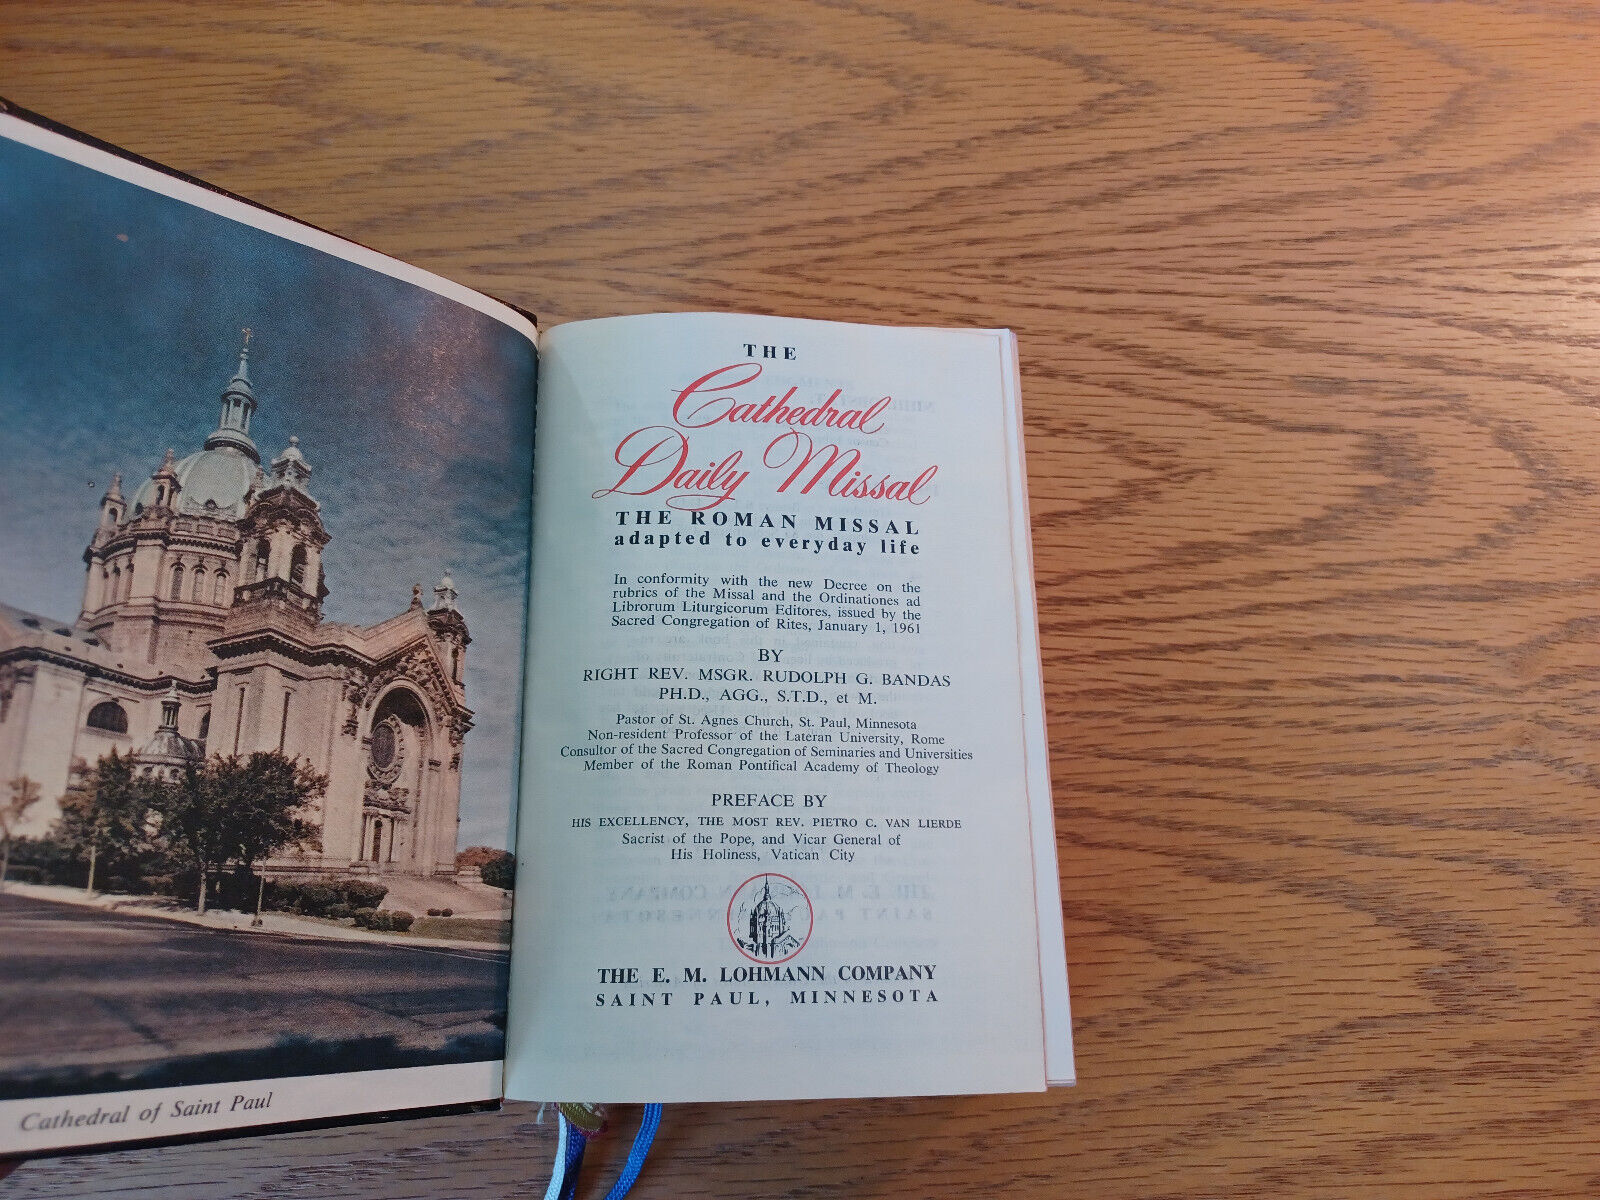 Cathedral of Saint Paul
THE
Cathedral
Daily Missal
THE ROMAN MISSAL
adapted to everyday life
In conformity with the new Decree on the
rubrics of the Missal and the Ordinationes ad
Librorum Liturgicorum Editores, issued by the
Sacred Congregation of Rites, January 1, 1961
BY
RIGHT REV. MSGR. RUDOLPH G. BANDAS
PH.D., AGG., S.T.D., et M.
Pastor of St. Agnes Church, St. Paul, Minnesota
Non-resident Professor of the Lateran University, Rome
Consultor of the Sacred Congregation of Seminaries and Universities
Member of the Roman Pontifical Academy of Theology
PREFACE BY
HIS EXCELLENCY, THE MOST REV. PIETRO C. VAN LIERDE
Sacrist of the Pope, and Vicar General of
His Holiness, Vatican City
THE E. M. LOHMANN COMPANY
SAINT PAUL, MINNESOTA